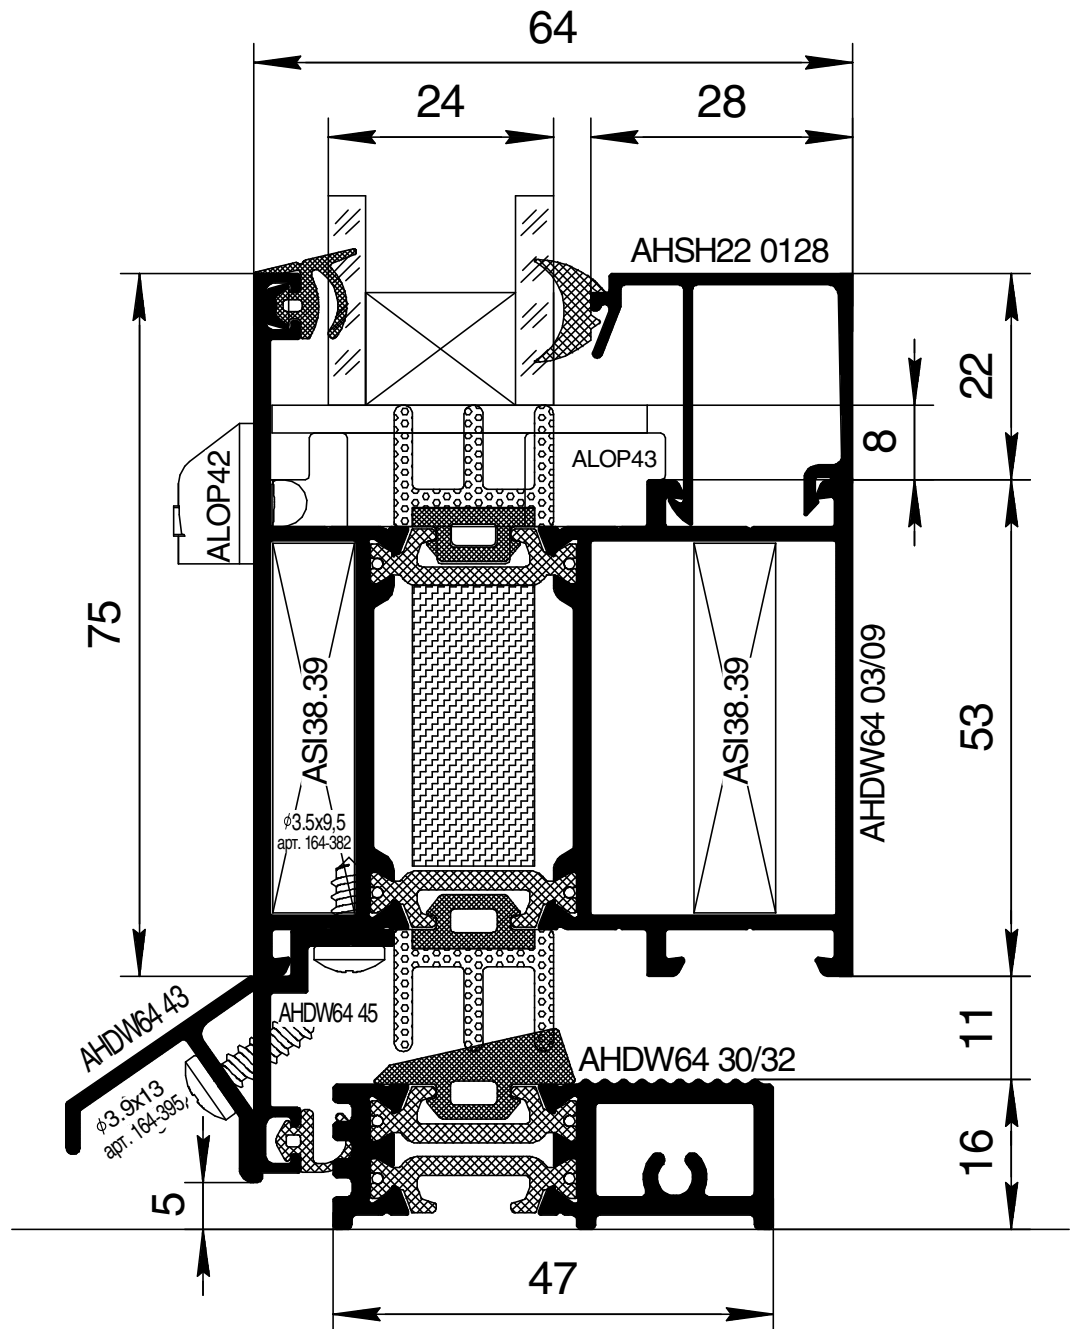 64
24
28
AHSH22 0128
22
8
ALOP42
ALOP43
75
ASI38.39
ASI38.39
AHDW64 03/09
53
ϕ3.5x9,5
арт. 164-382
AHDW64 43
AHDW64 45
11
AHDW64 30/32
ϕ3.9x13
арт. 164-395
16
5
47